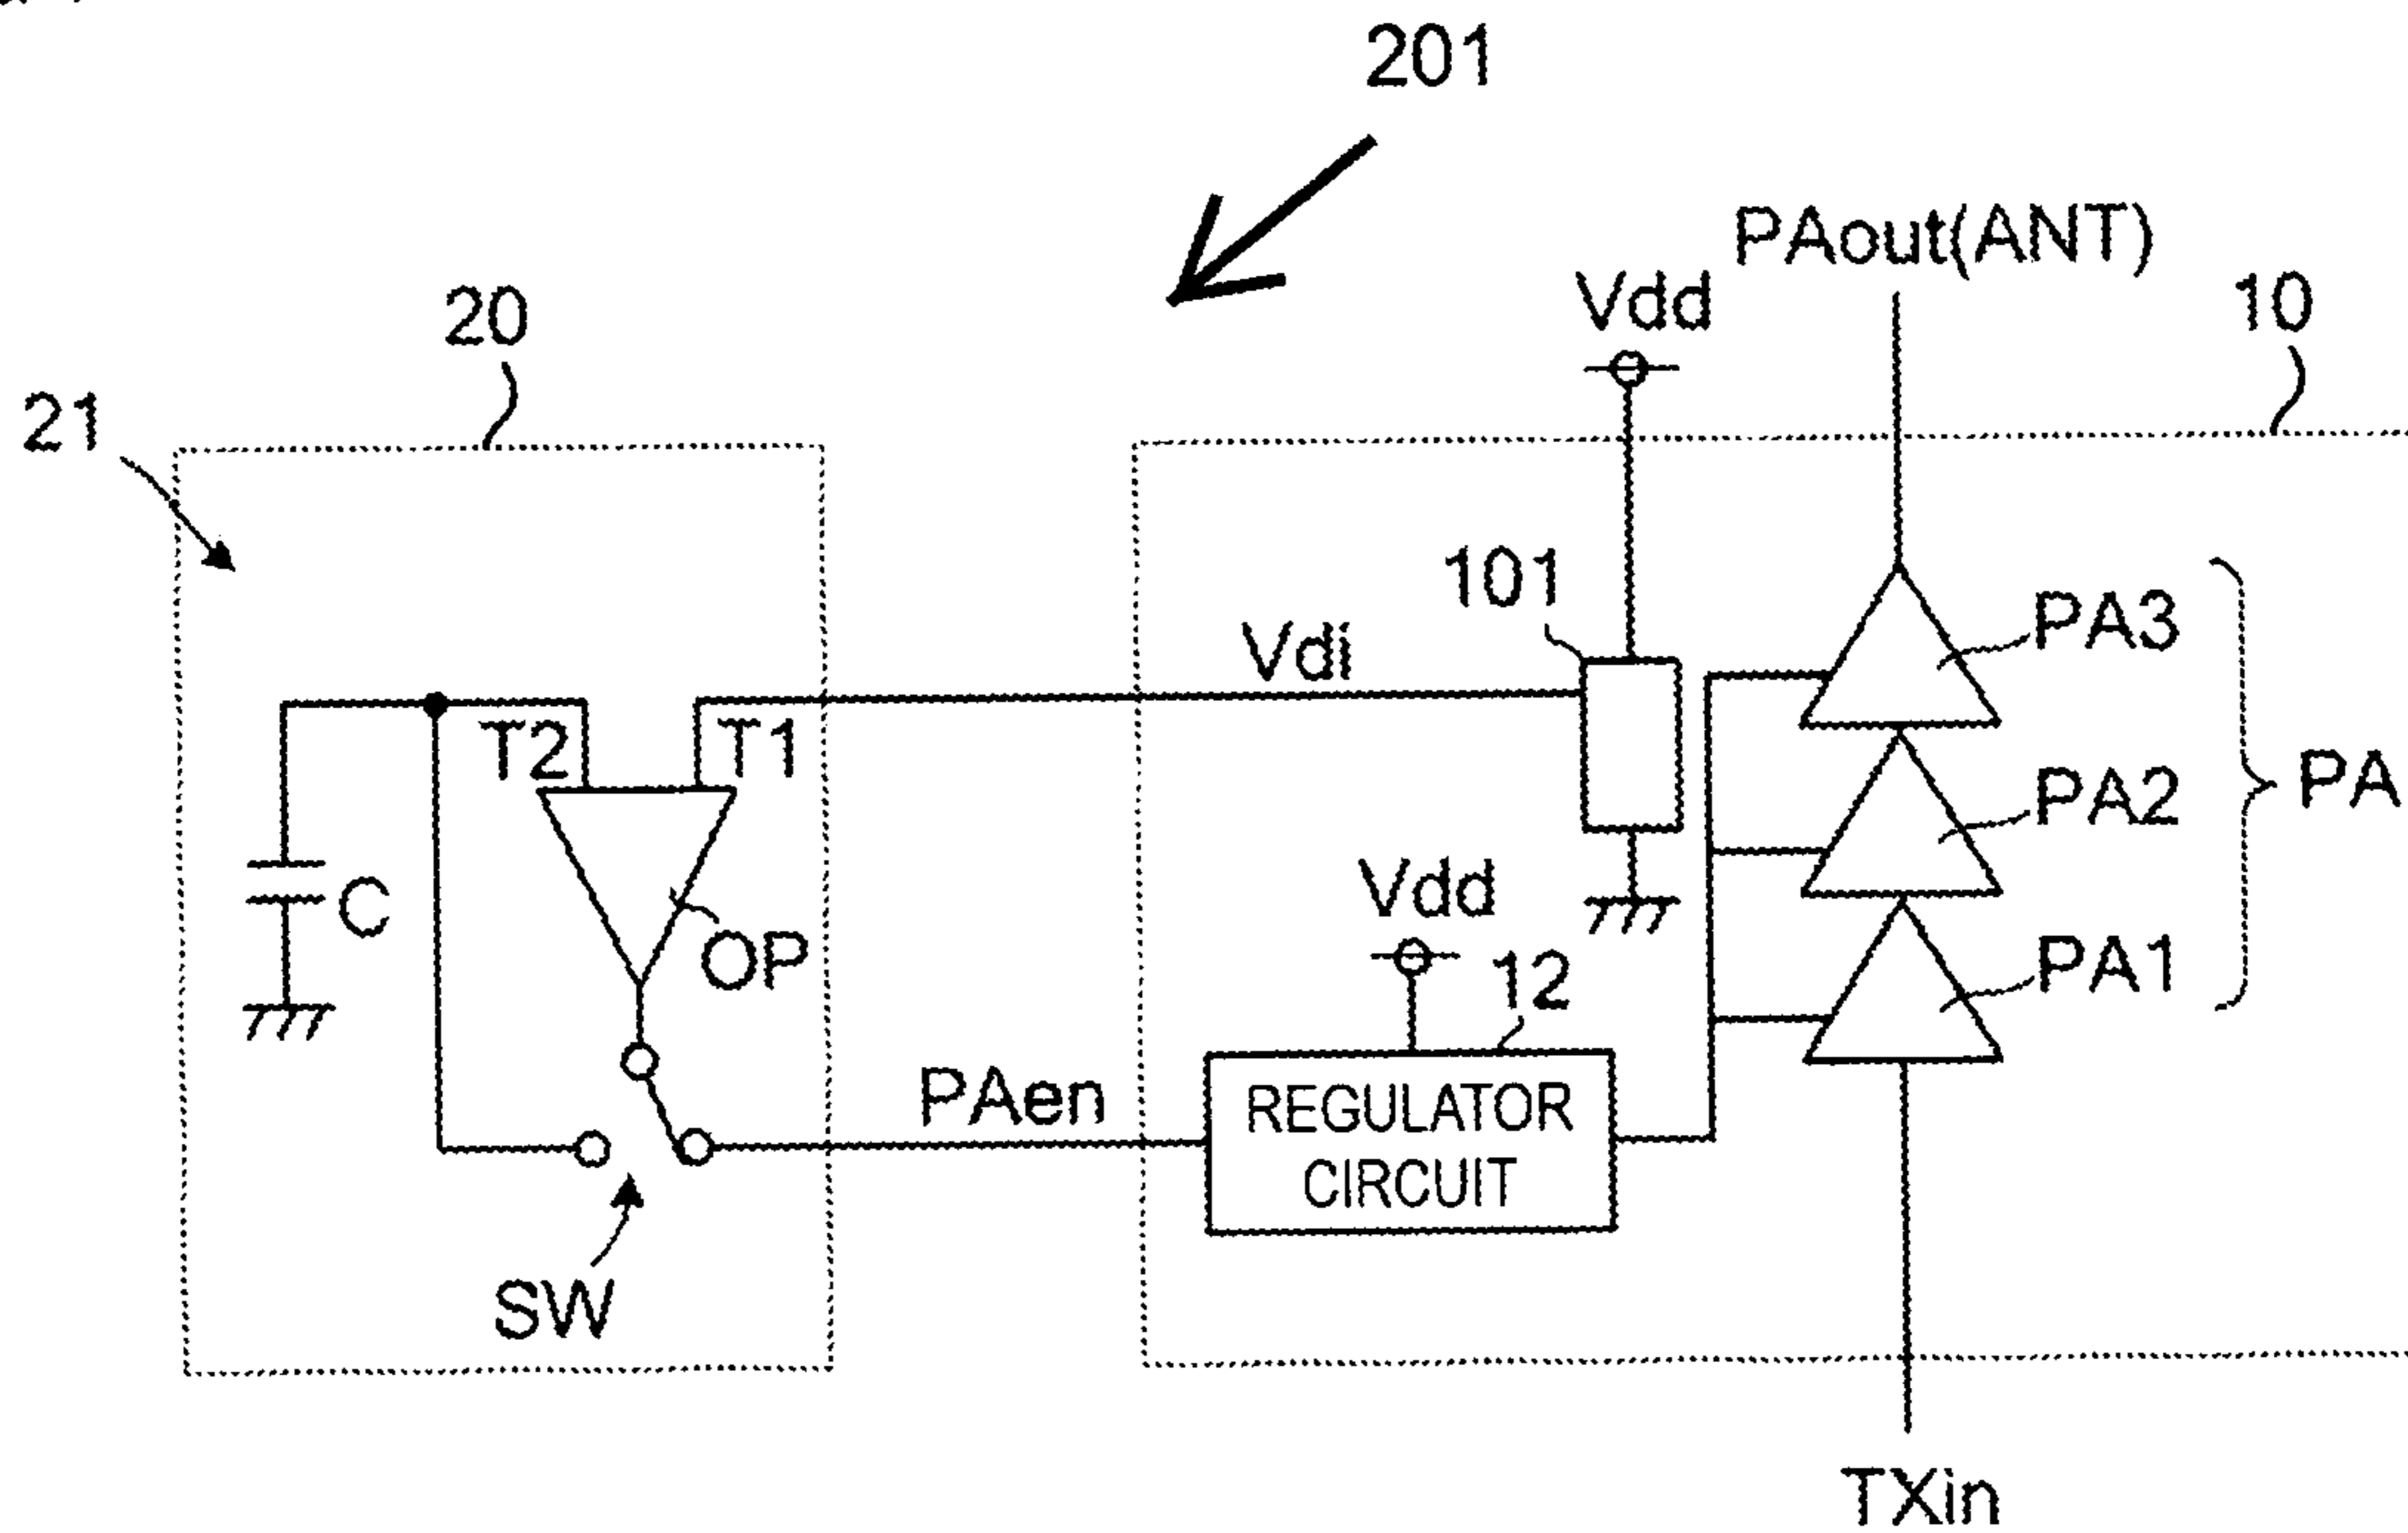 201
PAout(ANT)
Vdd
20
10
21
101
Vdi
PA3
T2
T1
PA2
PA
Vdd
C
OP
12
PA1
PAen
REGULATOR
CIRCUIT
SW
TXin